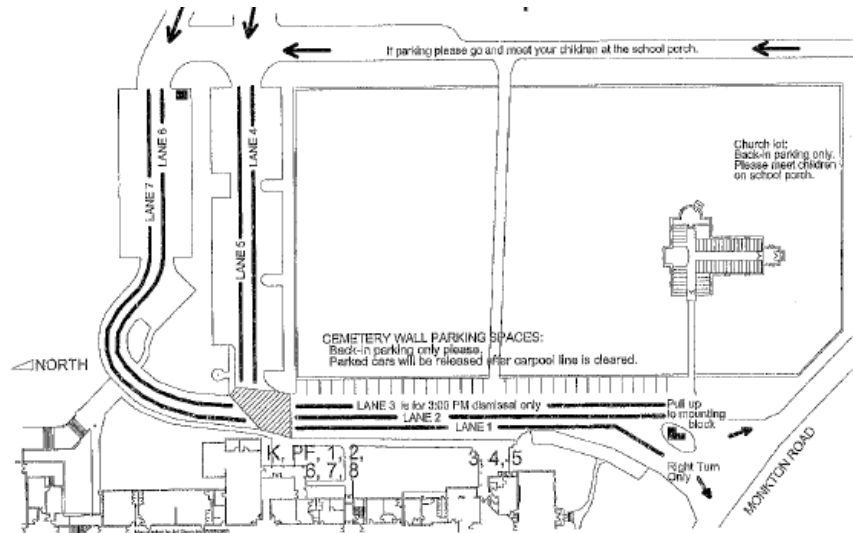 If parking please go and meet your children at the school porch.
LANE 6
LANE 7
LANE 4
LANE 5
Church lot:
Back-in parking only.
Please meet children
on school porch.
CEMETERY WALL PARKING SPACES:
Back-in parking only please.
Parked cars will be released after carpool line is cleared.
NORTH
LANE 3 is for 3:00 PM dismissal only
LANE 2
LANE 1
Pull up
to mounting
block
K, PF, 1, 2,
6, 7, 8
3, 4, 5
Right Turn
Only
MONKTON ROAD